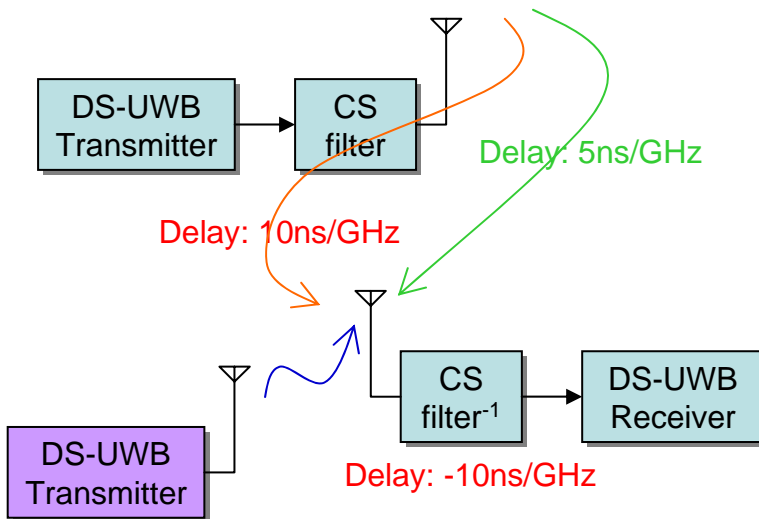 DS-UWB
Transmitter
CS
filter
Delay: 5ns/GHz
Delay: 10ns/GHz
CS
filter⁻¹
DS-UWB
Receiver
DS-UWB
Transmitter
Delay: -10ns/GHz